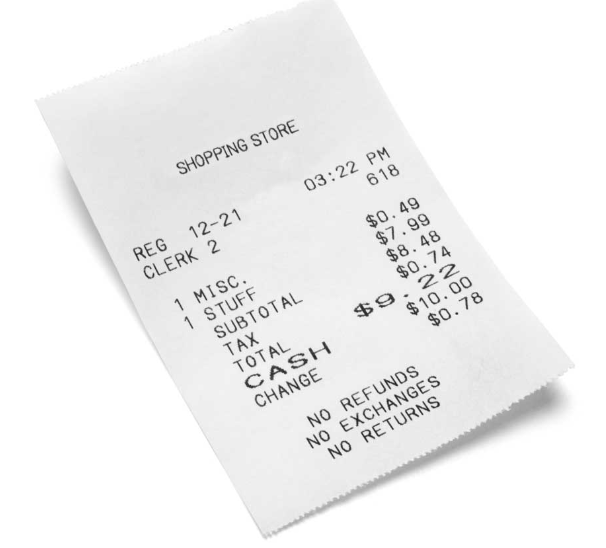 SHOPPING STORE
REG 12-21 03:22 PM
CLERK 2 618
1 MISC. $0.49
1 STUFF $7.99
SUBTOTAL $8.48
TAX $0.74
TOTAL $9.22
CASH $10.00
CHANGE $0.78
NO REFUNDS
NO EXCHANGES
NO RETURNS